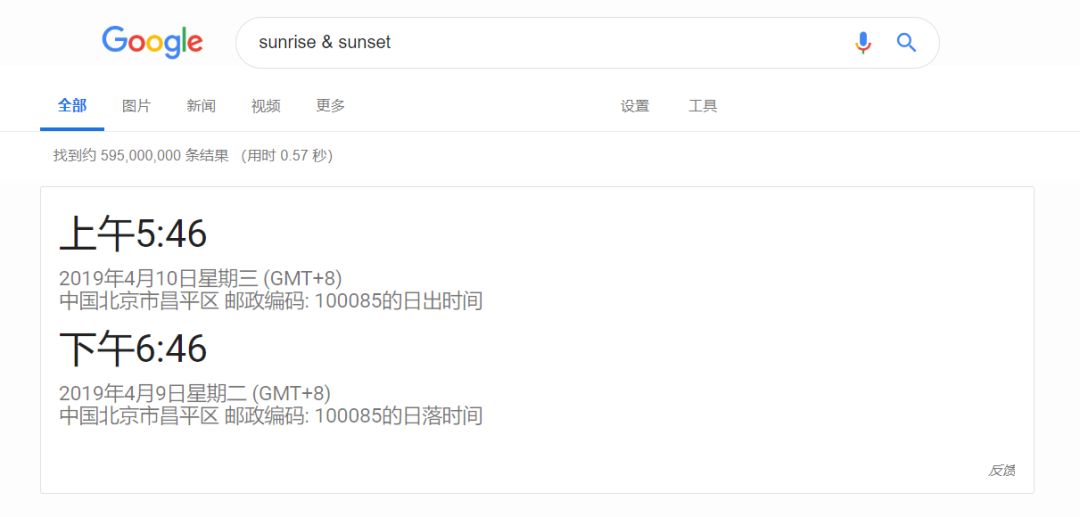 Google
sunrise & sunset
全部 图片 新闻 视频 更多 设置 工具
找到约 595,000,000 条结果 （用时 0.57 秒）
上午5:46
2019年4月10日星期三 (GMT+8)
中国北京市昌平区 邮政编码: 100085的日出时间
下午6:46
2019年4月9日星期二 (GMT+8)
中国北京市昌平区 邮政编码: 100085的日落时间
反馈